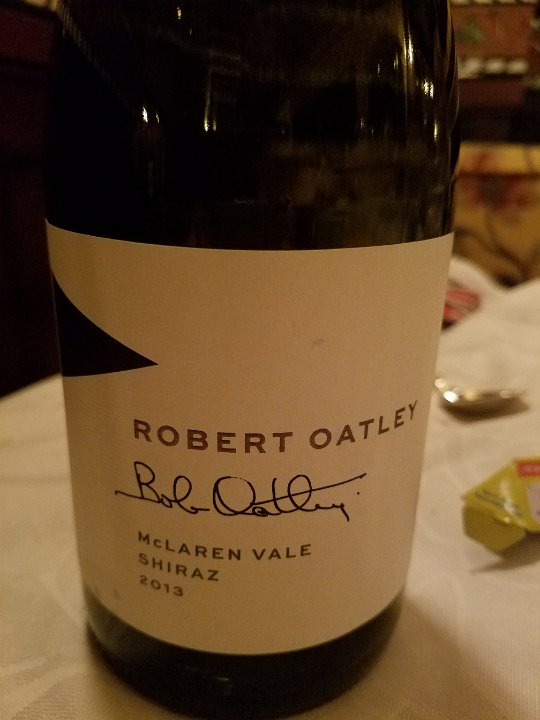 ROBERT OATLEY
Bob Oatley
McLAREN VALE
SHIRAZ
2013